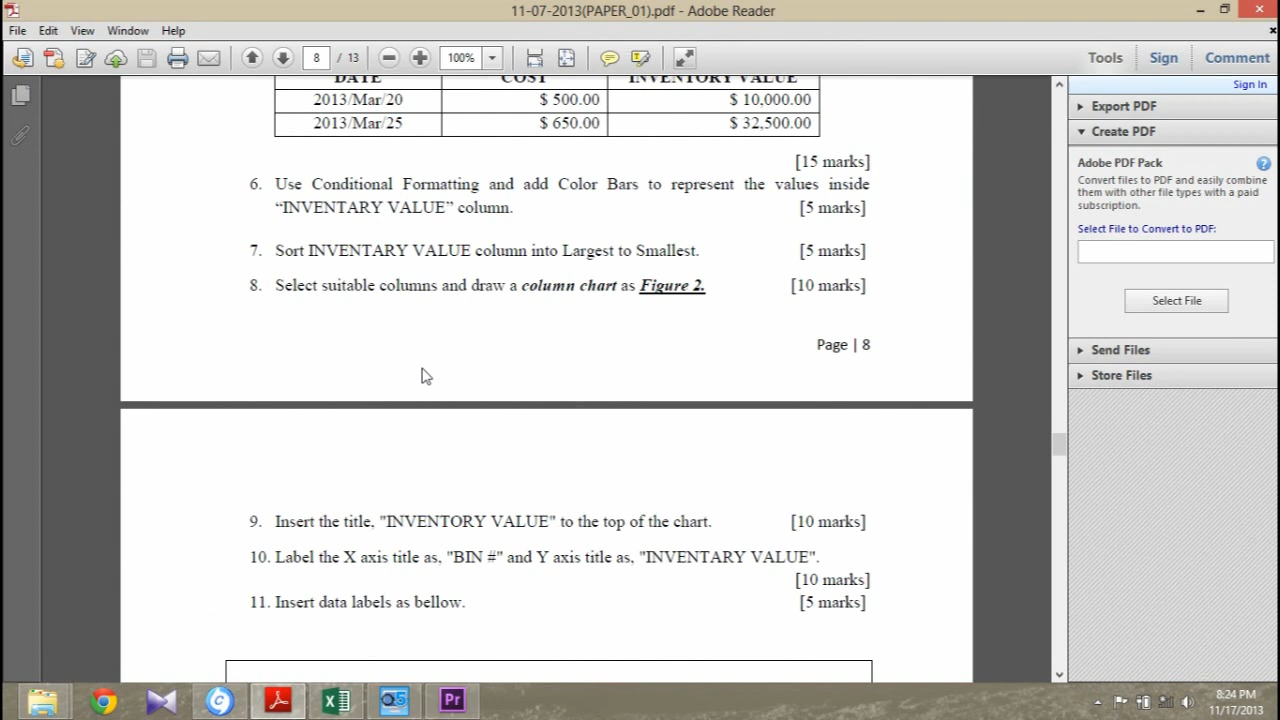 11-07-2013(PAPER_01).pdf - Adobe Reader
File Edit View Window Help
8 / 13 100% Tools Sign Comment
Sign In
Export PDF
Create PDF
Adobe PDF Pack
Convert files to PDF and easily combine
them with other file types with a paid
subscription.
Select File to Convert to PDF:
Select File
Send Files
Store Files
DATE COST INVENTORY VALUE
2013/Mar/20 $ 500.00 $ 10,000.00
2013/Mar/25 $ 650.00 $ 32,500.00
[15 marks]
6. Use Conditional Formatting and add Color Bars to represent the values inside
“INVENTARY VALUE” column. [5 marks]
7. Sort INVENTARY VALUE column into Largest to Smallest. [5 marks]
8. Select suitable columns and draw a column chart as Figure 2. [10 marks]
Page | 8
9. Insert the title, "INVENTORY VALUE" to the top of the chart. [10 marks]
10. Label the X axis title as, "BIN #" and Y axis title as, "INVENTARY VALUE".
[10 marks]
11. Insert data labels as bellow. [5 marks]
Pr
8:24 PM
11/17/2013